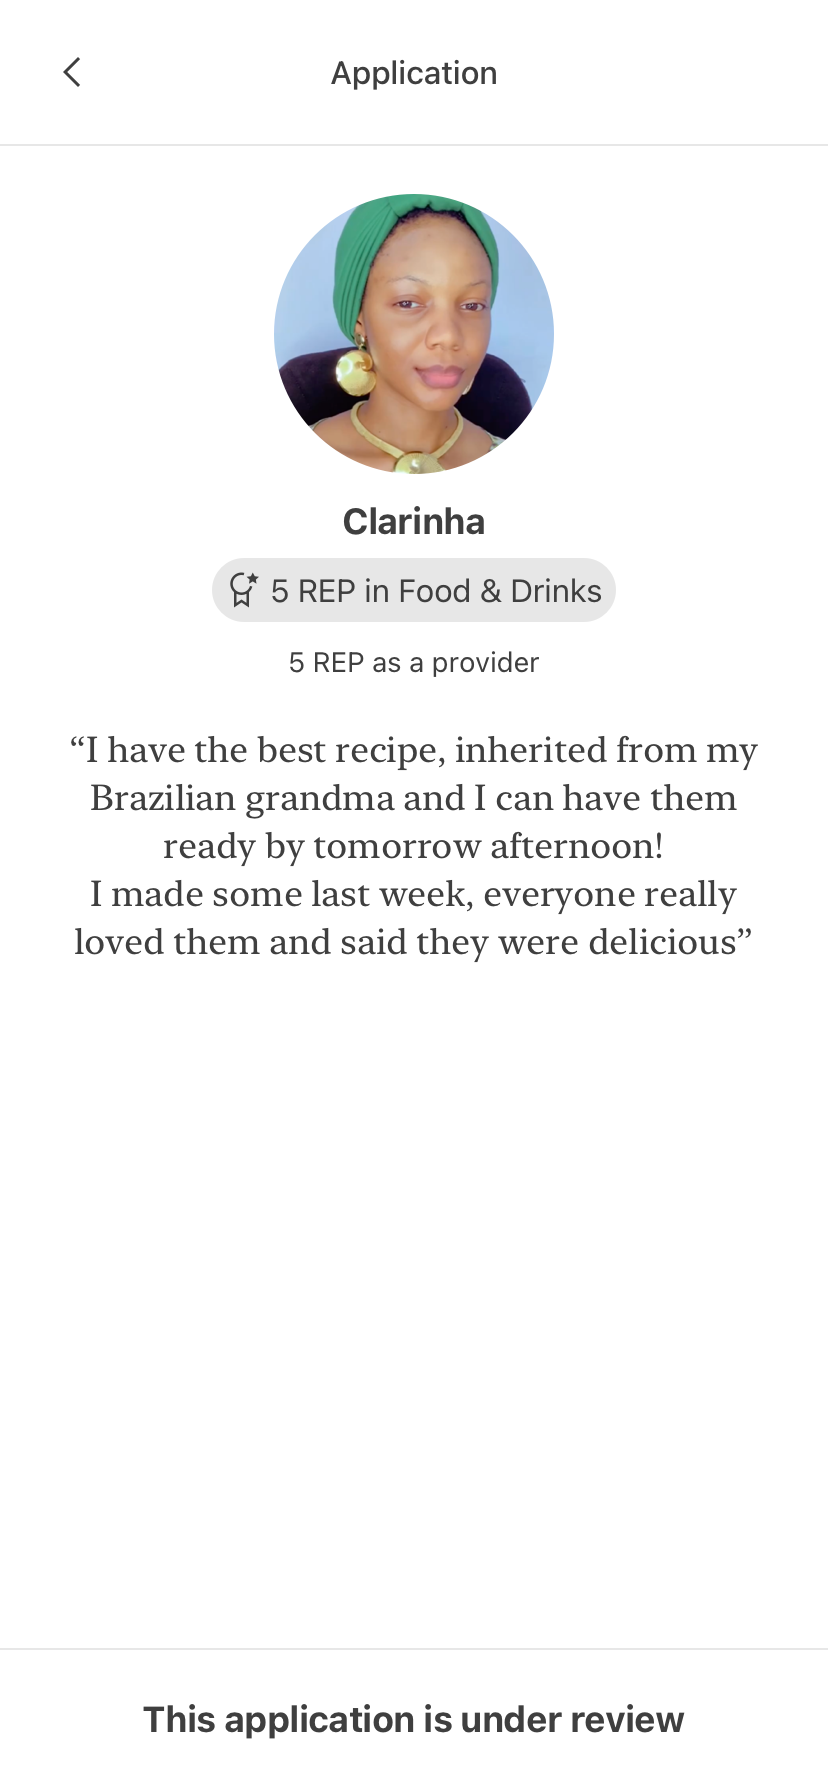 Application
Clarinha
5 REP in Food & Drinks
5 REP as a provider
“I have the best recipe, inherited from my
Brazilian grandma and I can have them
ready by tomorrow afternoon!
I made some last week, everyone really
loved them and said they were delicious”
This application is under review